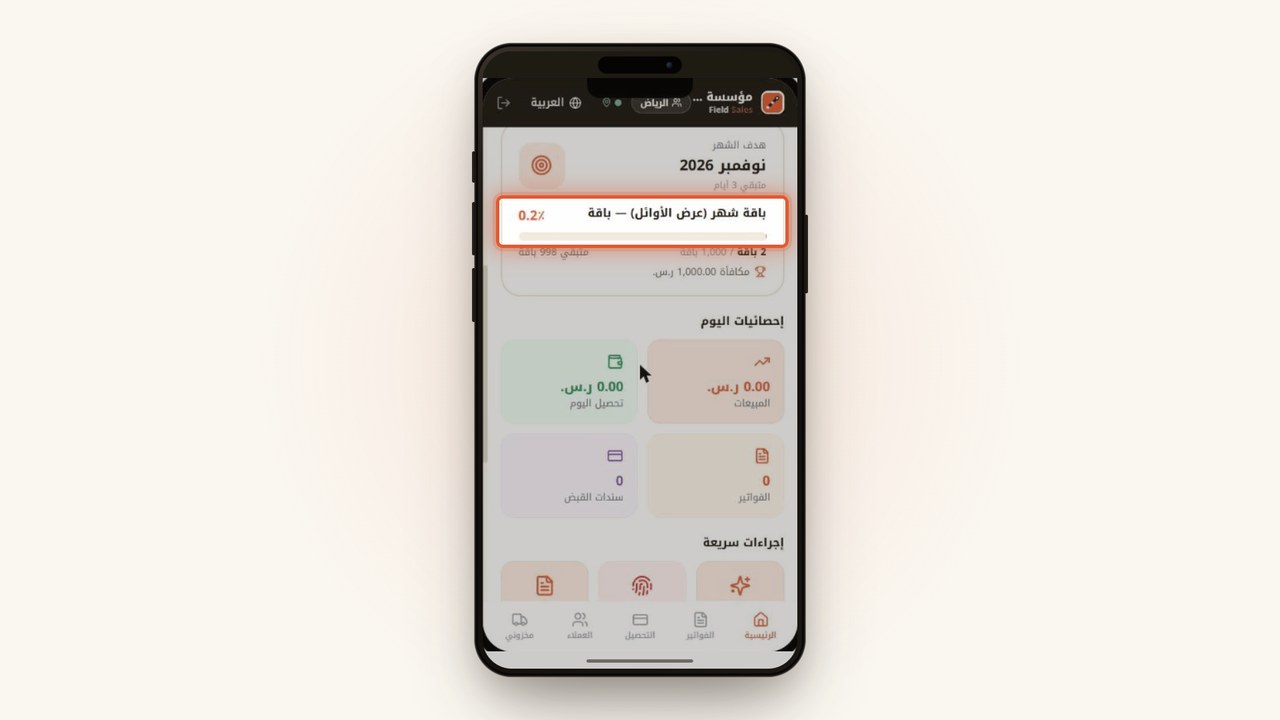 مؤسسة ...
Field Sales
الرياض
العربية
هدف الشهر
نوفمبر 2026
متبقي 3 أيام
باقة شهر (عرض الأوائل) — باقة
0.2٪
2 باقة / 1,000 باقة
متبقي 998 باقة
مكافأة 1,000.00 ر.س.
إحصائيات اليوم
0.00 ر.س.
المبيعات
0.00 ر.س.
تحصيل اليوم
0
الفواتير
0
سندات القبض
إجراءات سريعة
الرئيسية
الفواتير
التحصيل
العملاء
مخزوني